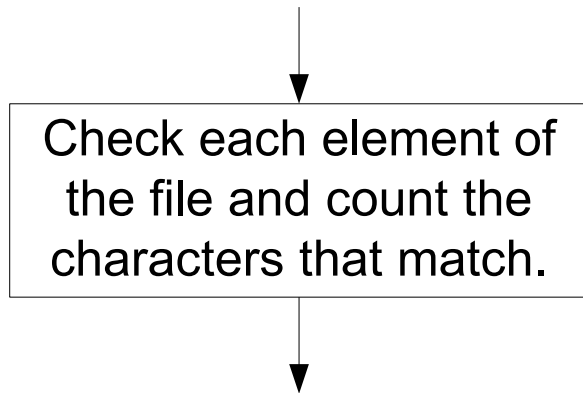 Check each element of
the file and count the
characters that match.